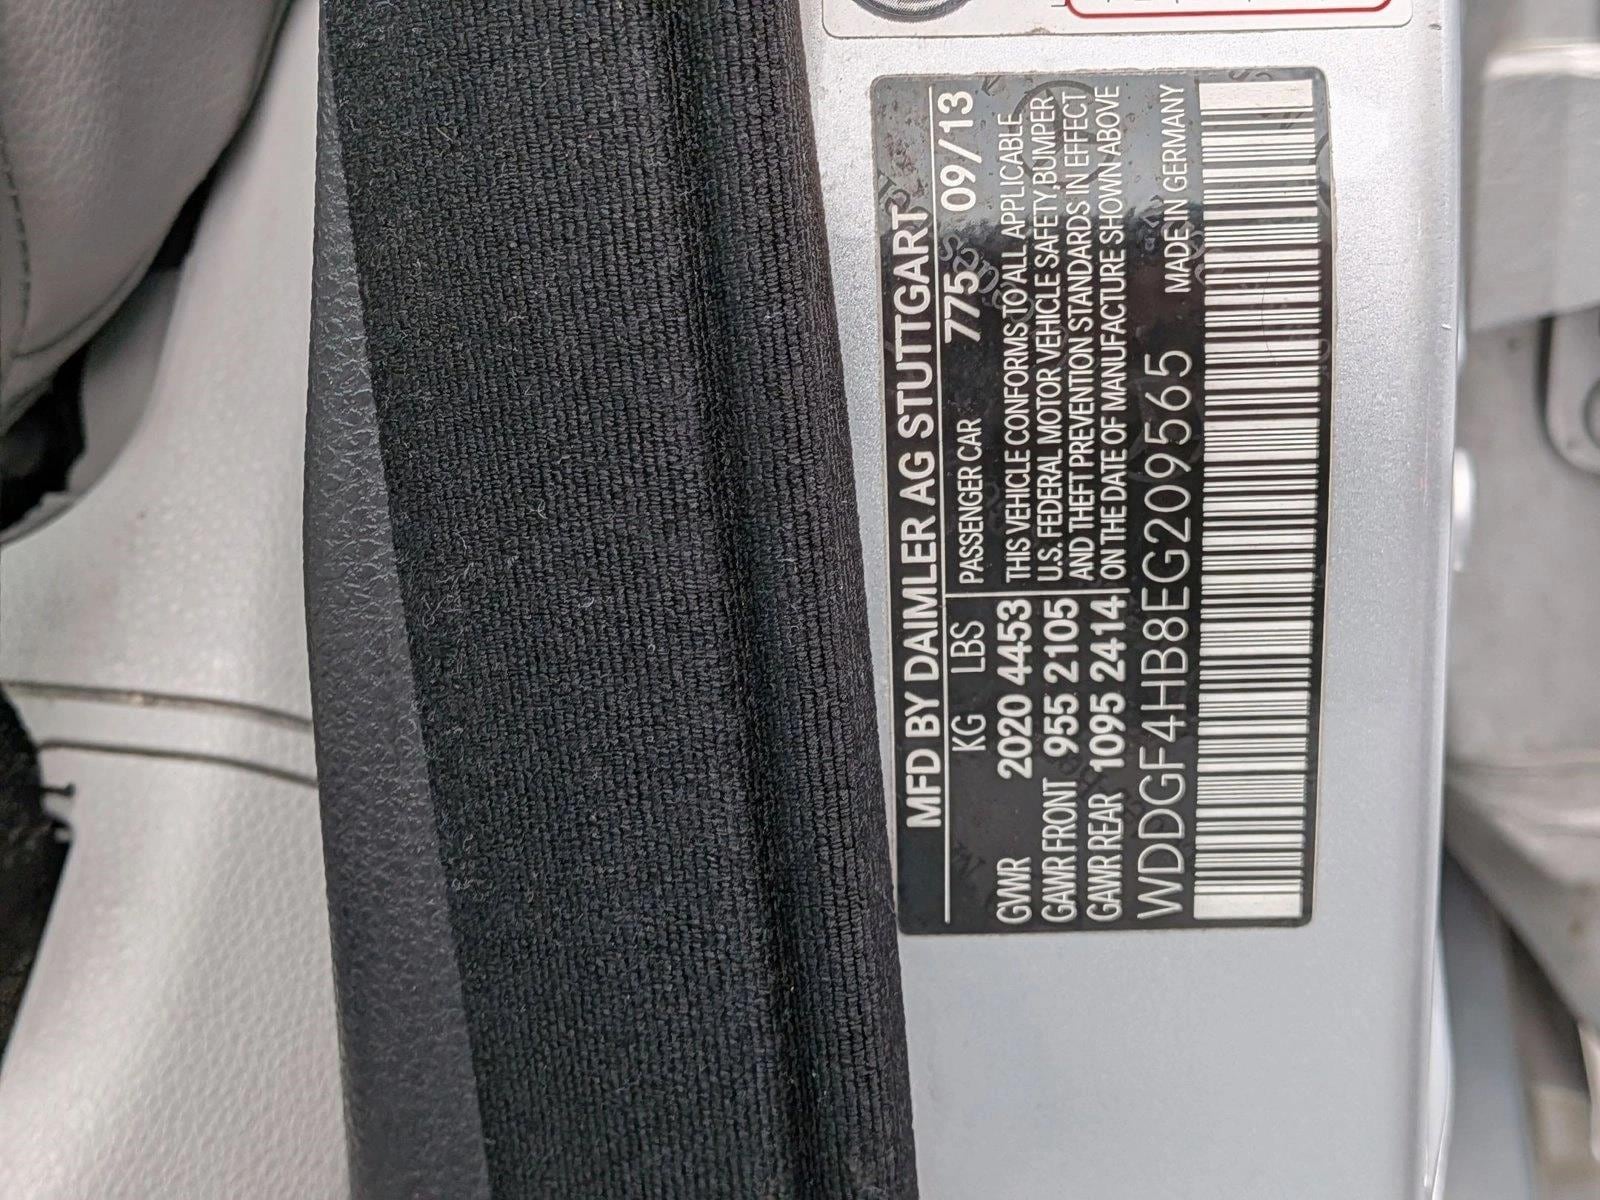 MFD BY DAIMLER AG STUTTGART
KG LBS PASSENGER CAR 775 09/13
GVWR 2020 4453
GAWR FRONT 955 2105
GAWR REAR 1095 2414
THIS VEHICLE CONFORMS TO ALL APPLICABLE
U.S. FEDERAL MOTOR VEHICLE SAFETY, BUMPER
AND THEFT PREVENTION STANDARDS IN EFFECT
ON THE DATE OF MANUFACTURE SHOWN ABOVE
WDDGF4HB8EG209565 MADE IN GERMANY